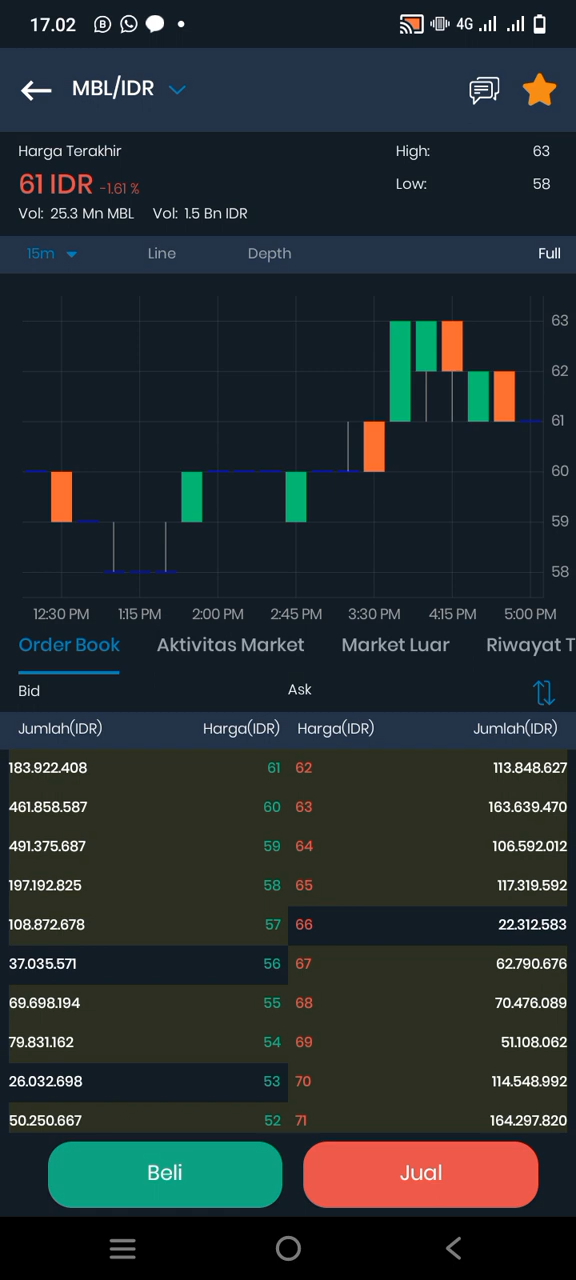 17.02 4G
MBL/IDR
Harga Terakhir High: 63
61 IDR -1.61 % Low: 58
Vol: 25.3 Mn MBL Vol: 1.5 Bn IDR
15m Line Depth Full
63
62
61
60
59
58
12:30 PM 1:15 PM 2:00 PM 2:45 PM 3:30 PM 4:15 PM 5:00 PM
Order Book Aktivitas Market Market Luar Riwayat T
Bid Ask
Jumlah(IDR) Harga(IDR) Harga(IDR) Jumlah(IDR)
183.922.408 61 62 113.848.627
461.858.587 60 63 163.639.470
491.375.687 59 64 106.592.012
197.192.825 58 65 117.319.592
108.872.678 57 66 22.312.583
37.035.571 56 67 62.790.676
69.698.194 55 68 70.476.089
79.831.162 54 69 51.108.062
26.032.698 53 70 114.548.992
50.250.667 52 71 164.297.820
Beli Jual